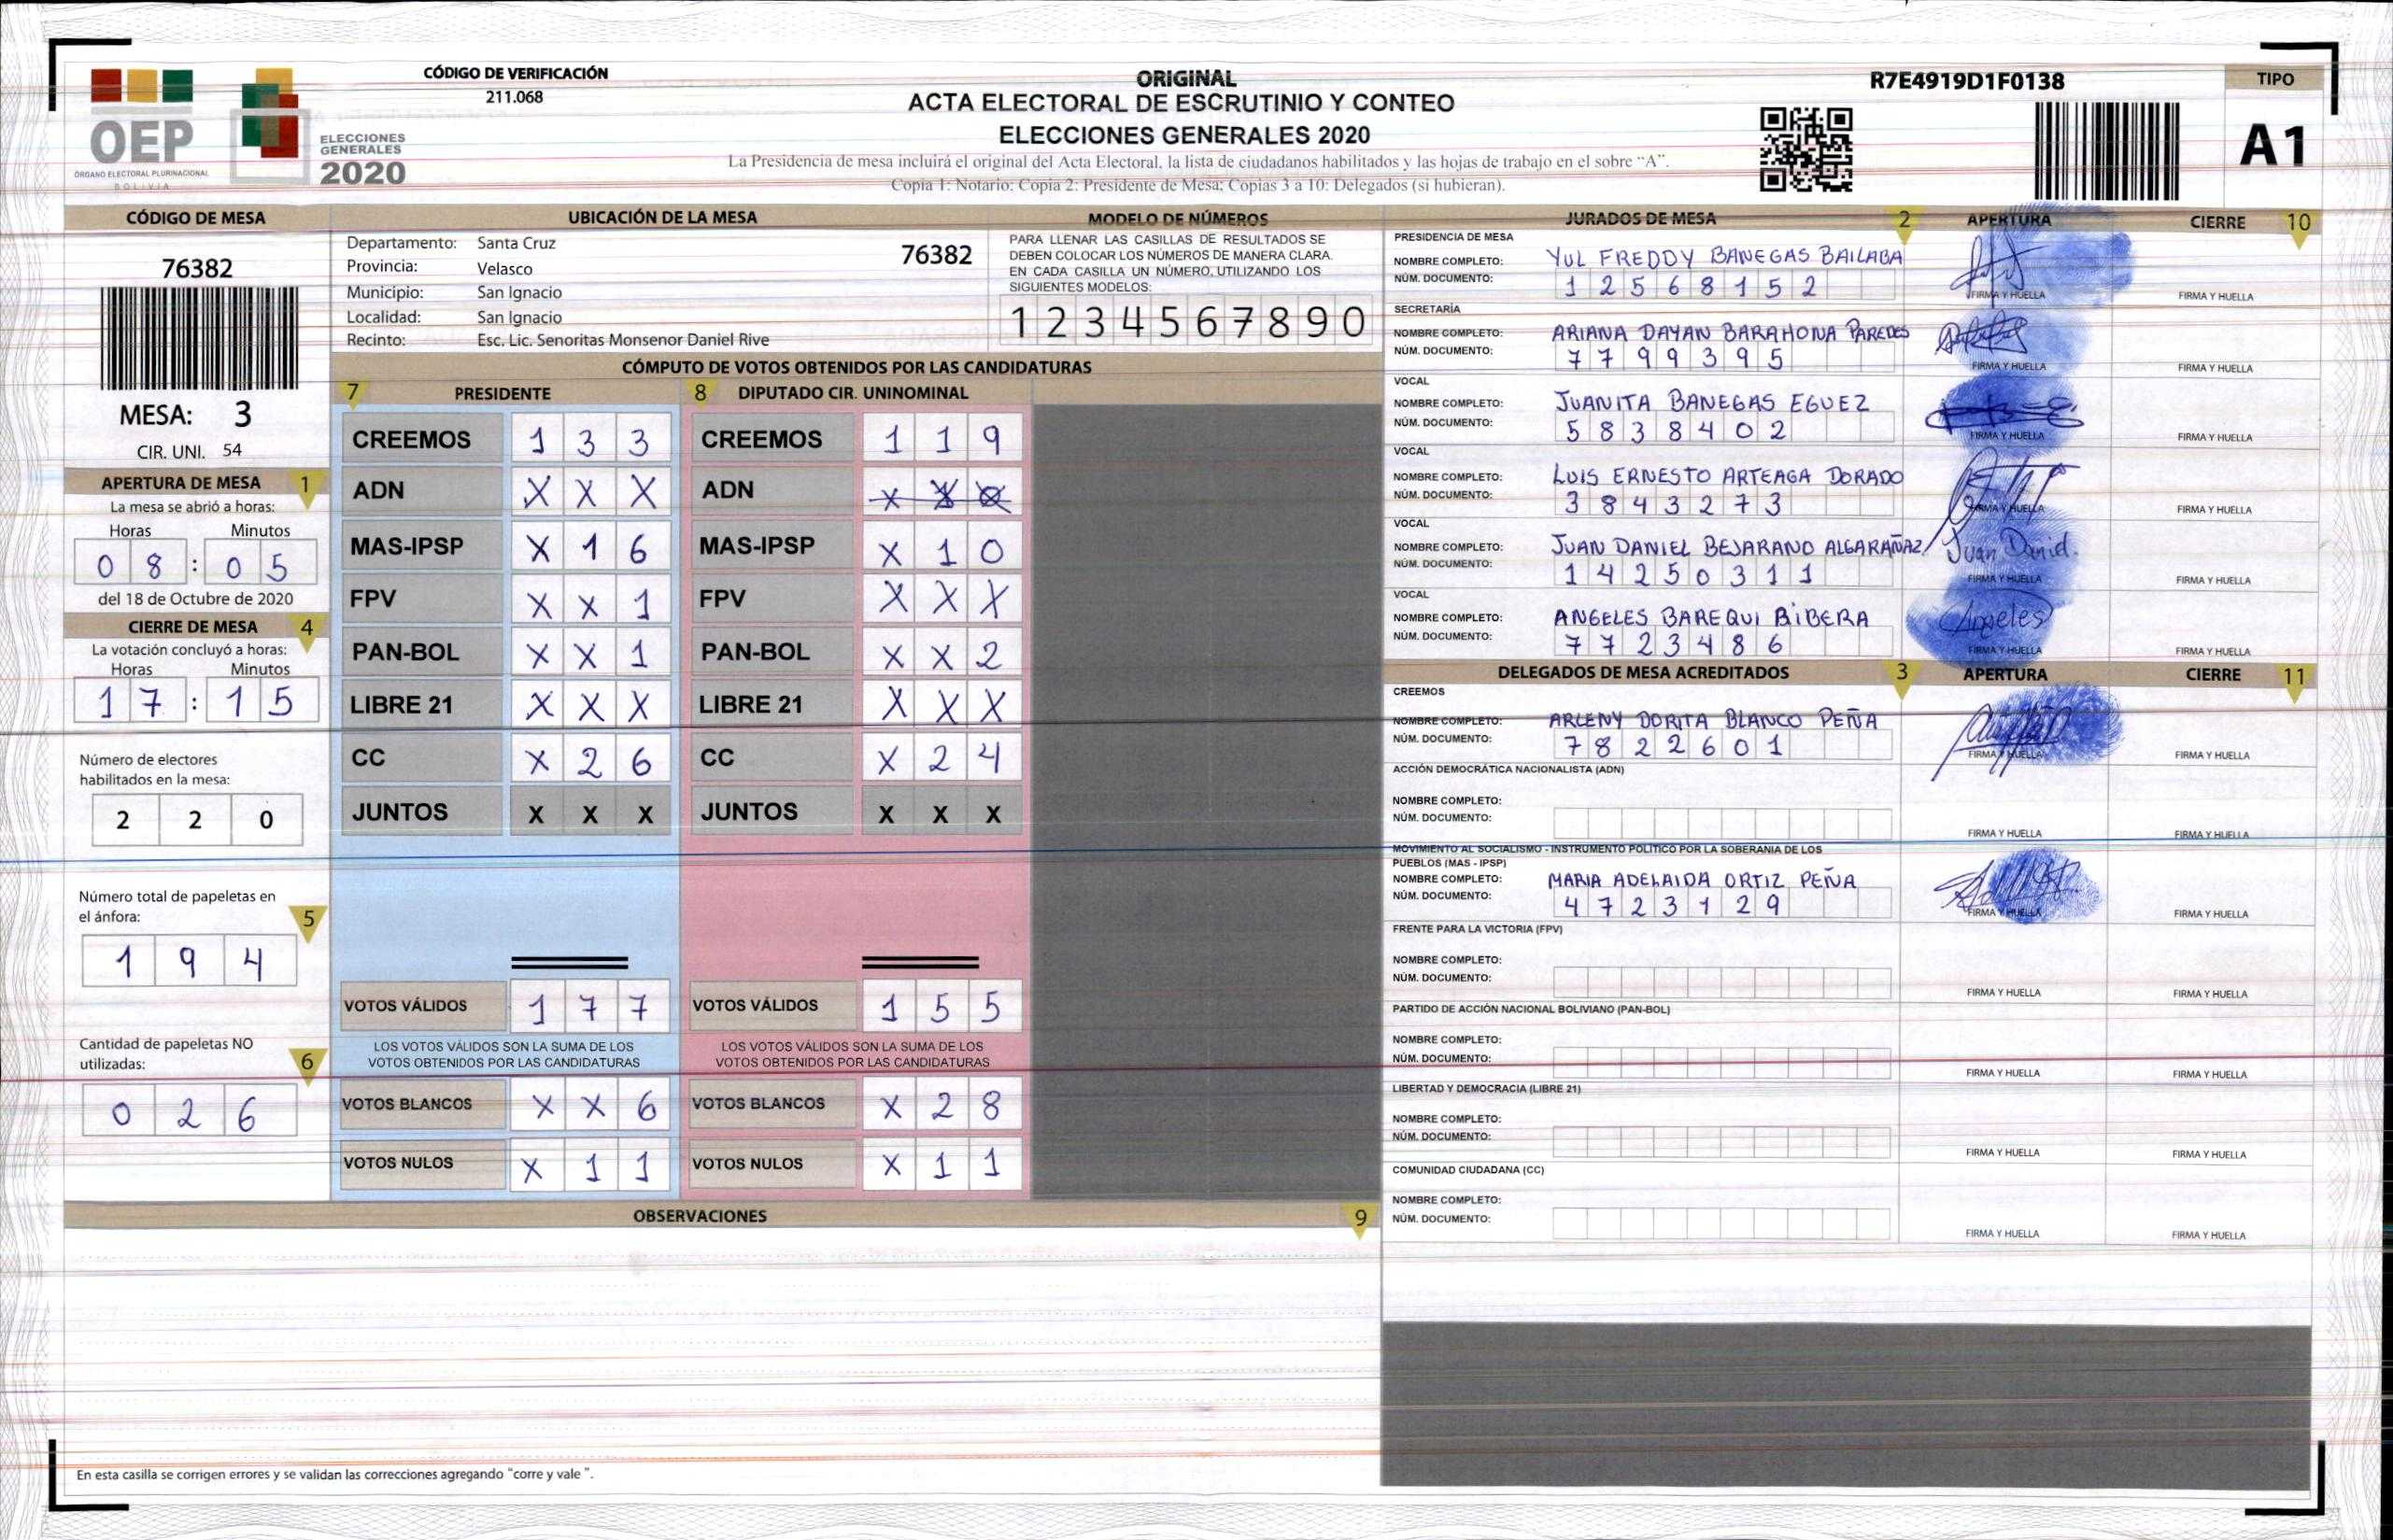 CÓDIGO DE VERIFICACIÓN
211.068
OEP
ÓRGANO ELECTORAL PLURINACIONAL
BOLIVIA
ELECCIONES
GENERALES
2020
ORIGINAL
ACTA ELECTORAL DE ESCRUTINIO Y CONTEO
ELECCIONES GENERALES 2020
La Presidencia de mesa incluirá el original del Acta Electoral, la lista de ciudadanos habilitados y las hojas de trabajo en el sobre "A".
Copia 1: Notario; Copia 2: Presidente de Mesa; Copias 3 a 10: Delegados (si hubieran).
R7E4919D1F0138
TIPO
A1
CÓDIGO DE MESA
76382
MESA: 3
CIR. UNI. 54
APERTURA DE MESA 1
La mesa se abrió a horas:
Horas Minutos
0 8 : 0 5
del 18 de Octubre de 2020
CIERRE DE MESA 4
La votación concluyó a horas:
Horas Minutos
1 7 : 1 5
Número de electores
habilitados en la mesa:
2 2 0
Número total de papeletas en
el ánfora: 5
1 9 4
Cantidad de papeletas NO
utilizadas: 6
0 2 6
UBICACIÓN DE LA MESA
Departamento: Santa Cruz
76382
Provincia: Velasco
Municipio: San Ignacio
Localidad: San Ignacio
Recinto: Esc. Lic. Senoritas Monsenor Daniel Rive
MODELO DE NÚMEROS
PARA LLENAR LAS CASILLAS DE RESULTADOS SE
DEBEN COLOCAR LOS NÚMEROS DE MANERA CLARA.
EN CADA CASILLA UN NÚMERO, UTILIZANDO LOS
SIGUIENTES MODELOS:
1 2 3 4 5 6 7 8 9 0
CÓMPUTO DE VOTOS OBTENIDOS POR LAS CANDIDATURAS
7 PRESIDENTE 8 DIPUTADO CIR. UNINOMINAL
CREEMOS 1 3 3 CREEMOS 1 1 9
ADN X X X ADN X X
MAS-IPSP X 1 6 MAS-IPSP X 1 0
FPV X X 1 FPV X X X
PAN-BOL X X 1 PAN-BOL X X 2
LIBRE 21 X X X LIBRE 21 X X X
CC X 2 6 CC X 2 4
JUNTOS X X X JUNTOS X X X
VOTOS VÁLIDOS 1 7 7 VOTOS VÁLIDOS 1 5 5
LOS VOTOS VÁLIDOS SON LA SUMA DE LOS LOS VOTOS VÁLIDOS SON LA SUMA DE LOS
VOTOS OBTENIDOS POR LAS CANDIDATURAS VOTOS OBTENIDOS POR LAS CANDIDATURAS
VOTOS BLANCOS X X 6 VOTOS BLANCOS X 2 8
VOTOS NULOS X 1 1 VOTOS NULOS X 1 1
OBSERVACIONES 9
En esta casilla se corrigen errores y se validan las correcciones agregando "corre y vale ".
JURADOS DE MESA 2 APERTURA CIERRE 10
PRESIDENCIA DE MESA
NOMBRE COMPLETO: YUL FREDDY BANEGAS BAILABA
NÚM. DOCUMENTO: 1 2 5 6 8 1 5 2
FIRMA Y HUELLA FIRMA Y HUELLA
SECRETARÍA
NOMBRE COMPLETO: ARIANA DAYAN BARAHONA PAREDES
NÚM. DOCUMENTO: 7 7 9 9 3 9 5
FIRMA Y HUELLA FIRMA Y HUELLA
VOCAL
NOMBRE COMPLETO: JUANITA BANEGAS EGUEZ
NÚM. DOCUMENTO: 5 8 3 8 4 0 2
FIRMA Y HUELLA FIRMA Y HUELLA
VOCAL
NOMBRE COMPLETO: LUIS ERNESTO ARTEAGA DORADO
NÚM. DOCUMENTO: 3 8 4 3 2 7 3
FIRMA Y HUELLA FIRMA Y HUELLA
VOCAL
NOMBRE COMPLETO: JUAN DANIEL BEJARANO ALGARAÑAZ Juan Daniel.
NÚM. DOCUMENTO: 1 4 2 5 0 3 1 1
FIRMA Y HUELLA FIRMA Y HUELLA
VOCAL
NOMBRE COMPLETO: ANGELES BAREQUI RIBERA Angeles
NÚM. DOCUMENTO: 7 7 2 3 4 8 6
FIRMA Y HUELLA FIRMA Y HUELLA
DELEGADOS DE MESA ACREDITADOS 3 APERTURA CIERRE 11
CREEMOS
NOMBRE COMPLETO: ARLENY DORITA BLANCO PEÑA
NÚM. DOCUMENTO: 7 8 2 2 6 0 1
FIRMA Y HUELLA FIRMA Y HUELLA
ACCIÓN DEMOCRÁTICA NACIONALISTA (ADN)
NOMBRE COMPLETO:
NÚM. DOCUMENTO:
FIRMA Y HUELLA FIRMA Y HUELLA
MOVIMIENTO AL SOCIALISMO - INSTRUMENTO POLÍTICO POR LA SOBERANIA DE LOS
PUEBLOS (MAS - IPSP)
NOMBRE COMPLETO: MARIA ADELAIDA ORTIZ PEÑA
NÚM. DOCUMENTO: 4 7 2 3 1 2 9
FIRMA Y HUELLA FIRMA Y HUELLA
FRENTE PARA LA VICTORIA (FPV)
NOMBRE COMPLETO:
NÚM. DOCUMENTO:
FIRMA Y HUELLA FIRMA Y HUELLA
PARTIDO DE ACCIÓN NACIONAL BOLIVIANO (PAN-BOL)
NOMBRE COMPLETO:
NÚM. DOCUMENTO:
FIRMA Y HUELLA FIRMA Y HUELLA
LIBERTAD Y DEMOCRACIA (LIBRE 21)
NOMBRE COMPLETO:
NÚM. DOCUMENTO:
FIRMA Y HUELLA FIRMA Y HUELLA
COMUNIDAD CIUDADANA (CC)
NOMBRE COMPLETO:
NÚM. DOCUMENTO:
FIRMA Y HUELLA FIRMA Y HUELLA